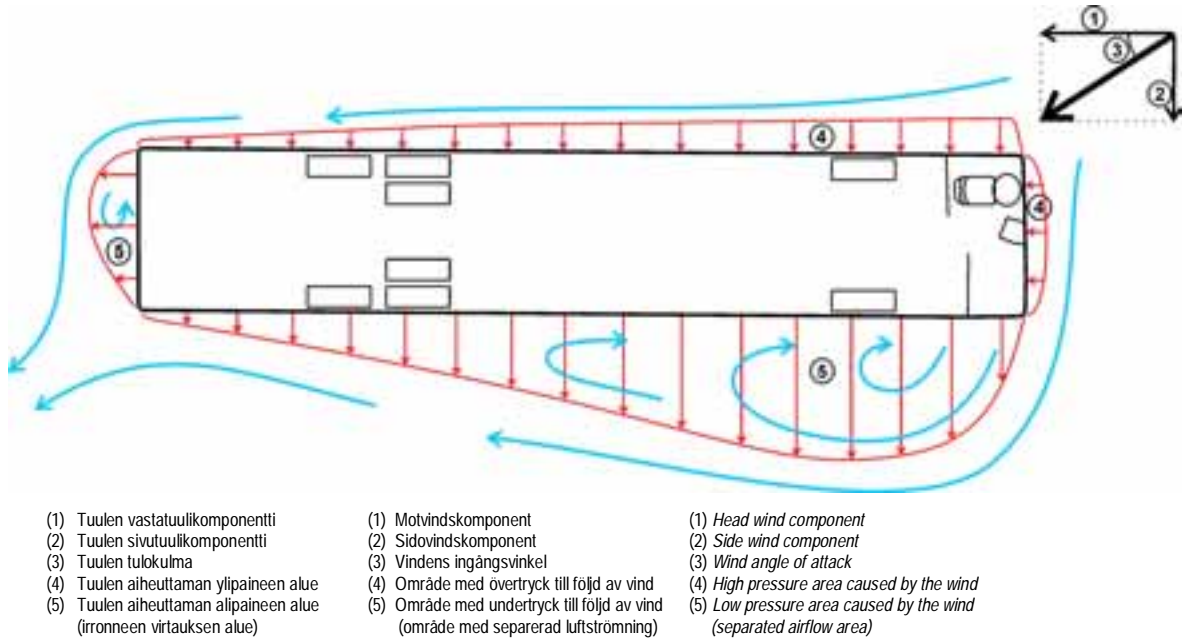 1
3
2
4
4
5
5
(1) Tuulen vastatuulikomponentti
(2) Tuulen sivutuulikomponentti
(3) Tuulen tulokulma
(4) Tuulen aiheuttaman ylipaineen alue
(5) Tuulen aiheuttaman alipaineen alue
(irronneen virtauksen alue)
(1) Motvindskomponent
(2) Sidovindskomponent
(3) Vindens ingångsvinkel
(4) Område med övertryck till följd av vind
(5) Område med undertryck till följd av vind
(område med separerad luftströmning)
(1) Head wind component
(2) Side wind component
(3) Wind angle of attack
(4) High pressure area caused by the wind
(5) Low pressure area caused by the wind
(separated airflow area)